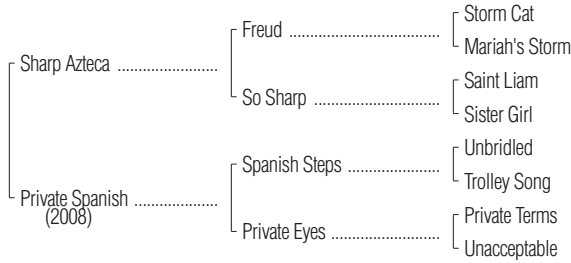 Storm Cat
Freud ..............................
Mariah's Storm
Sharp Azteca ....................
Saint Liam
So Sharp .........................
Sister Girl
Unbridled
Spanish Steps ..................
Trolley Song
Private Spanish ................
(2008)
Private Terms
Private Eyes .....................
Unacceptable